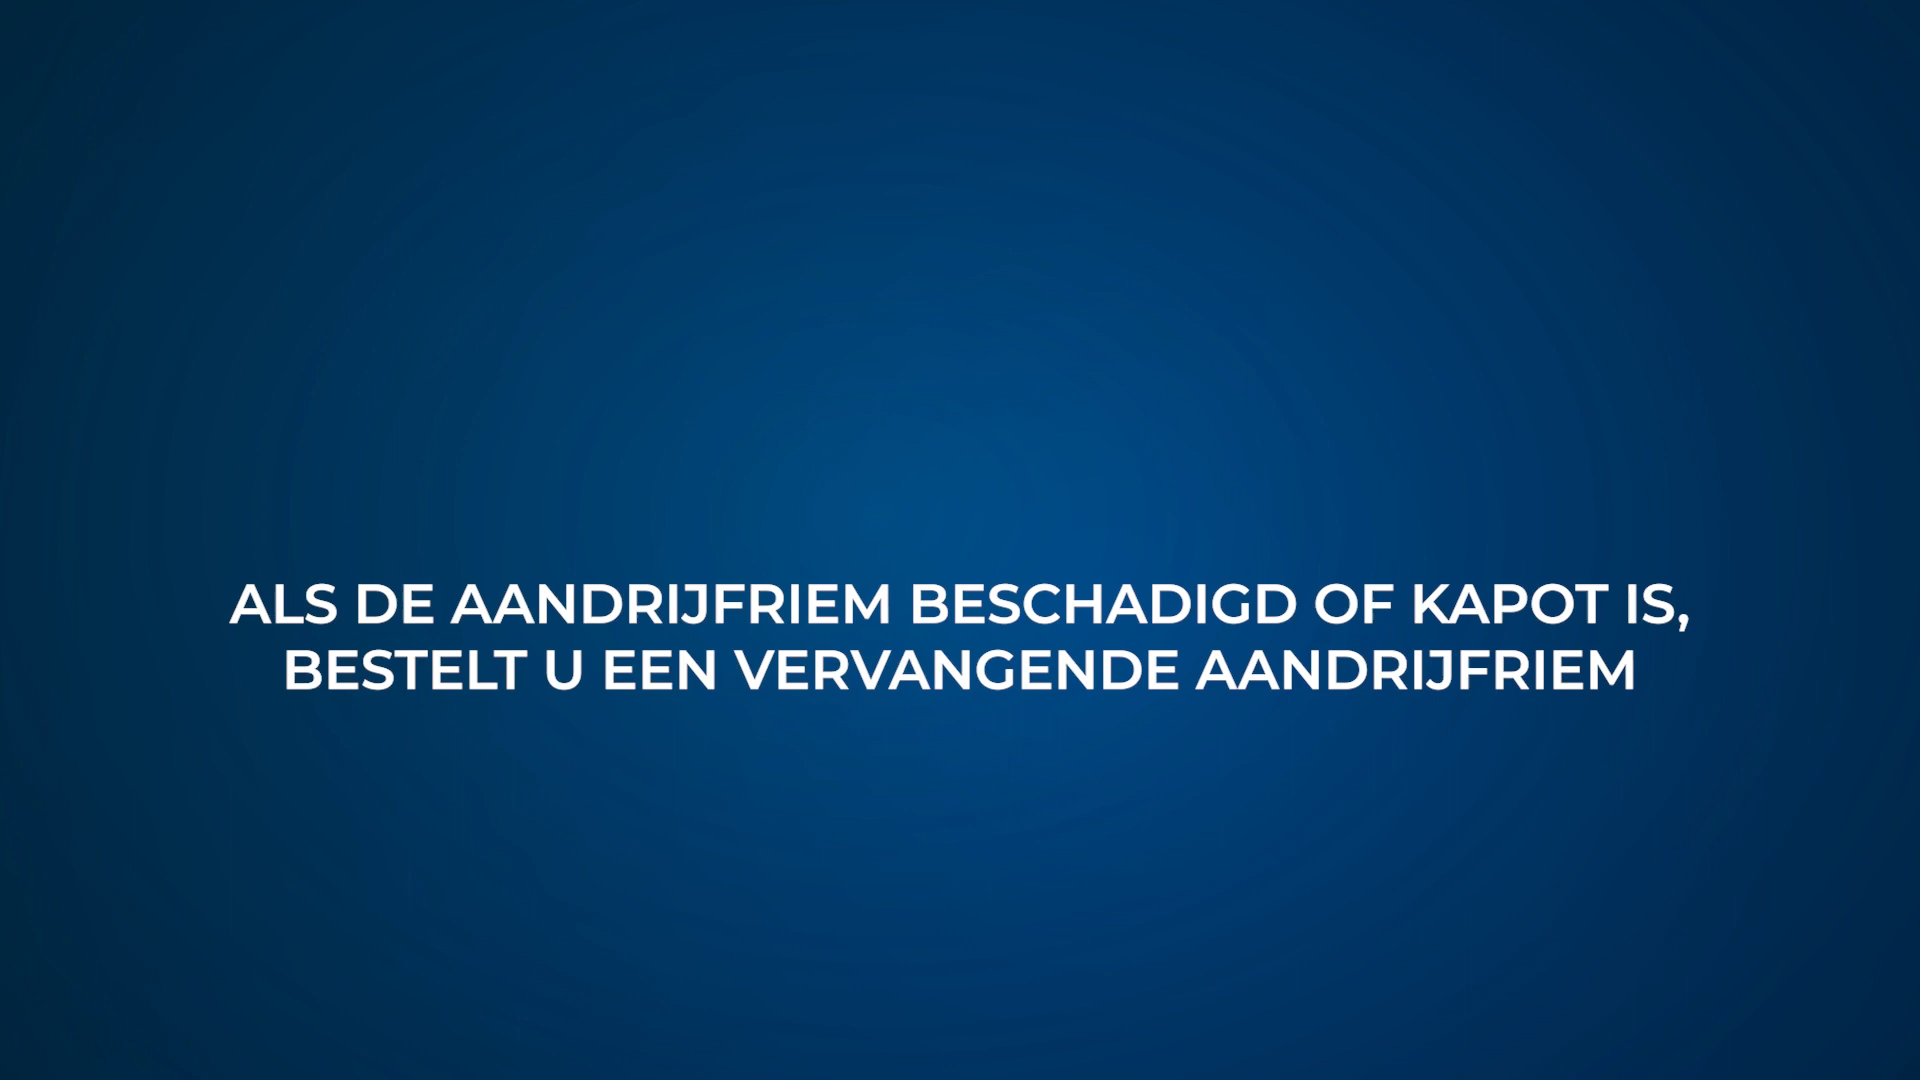 ALS DE AANDRIJFRIEM BESCHADIGD OF KAPOT IS,
BESTELT U EEN VERVANGENDE AANDRIJFRIEM